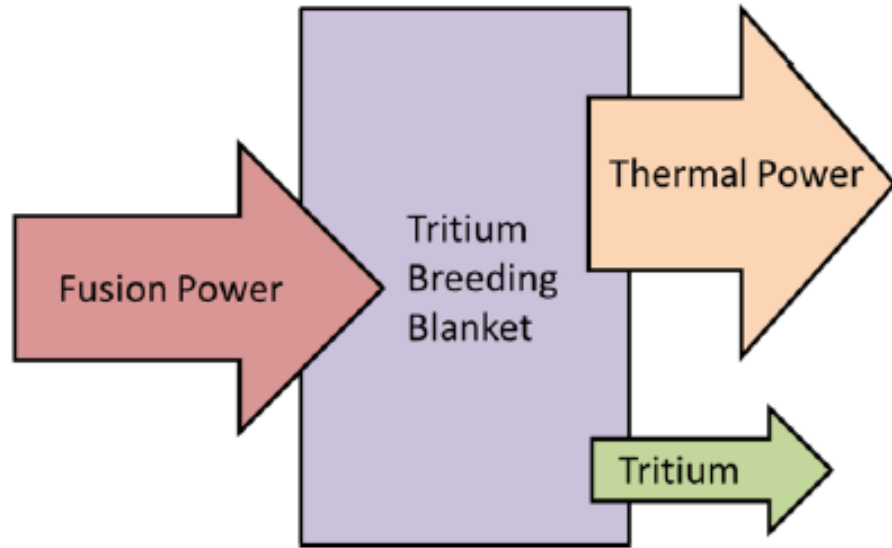 Fusion Power
Tritium
Breeding
Blanket
Thermal Power
Tritium